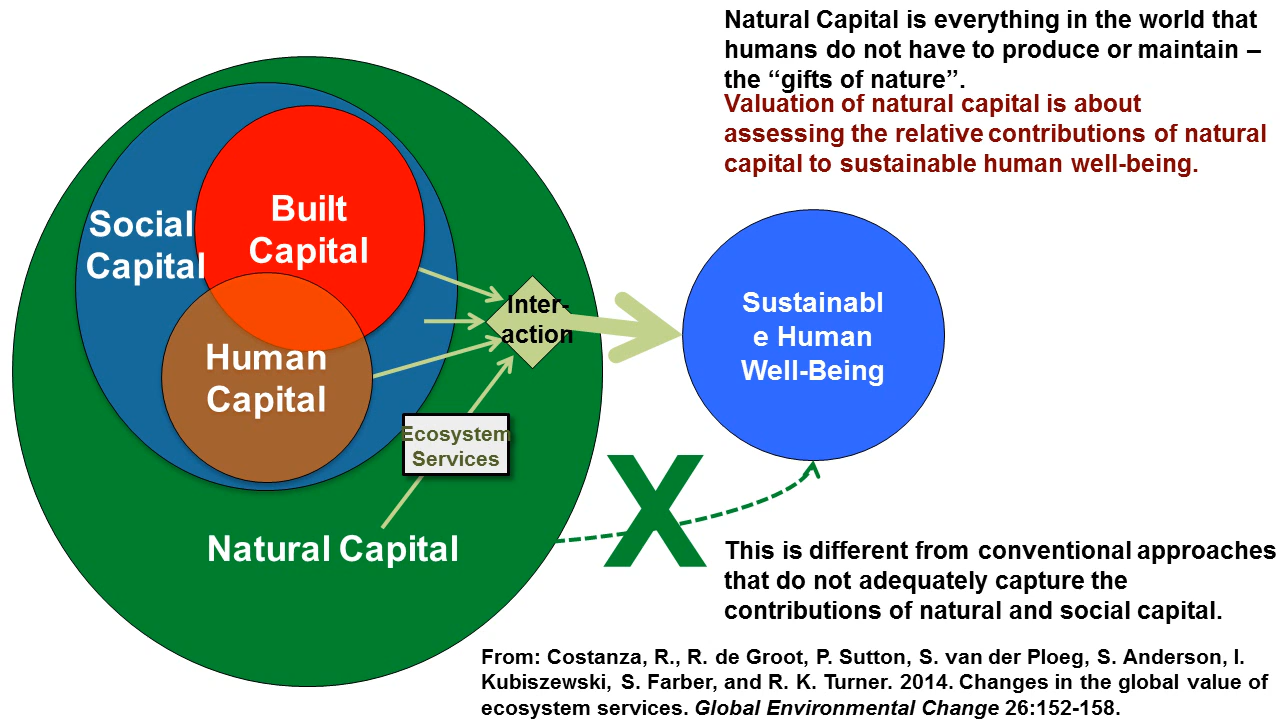 Natural Capital is everything in the world that
humans do not have to produce or maintain –
the “gifts of nature”.
Valuation of natural capital is about
assessing the relative contributions of natural
capital to sustainable human well-being.
Social
Capital
Built
Capital
Human
Capital
Inter-
action
Sustainabl
e Human
Well-Being
Ecosystem
Services
Natural Capital
X
This is different from conventional approaches
that do not adequately capture the
contributions of natural and social capital.
From: Costanza, R., R. de Groot, P. Sutton, S. van der Ploeg, S. Anderson, I.
Kubiszewski, S. Farber, and R. K. Turner. 2014. Changes in the global value of
ecosystem services. Global Environmental Change 26:152-158.